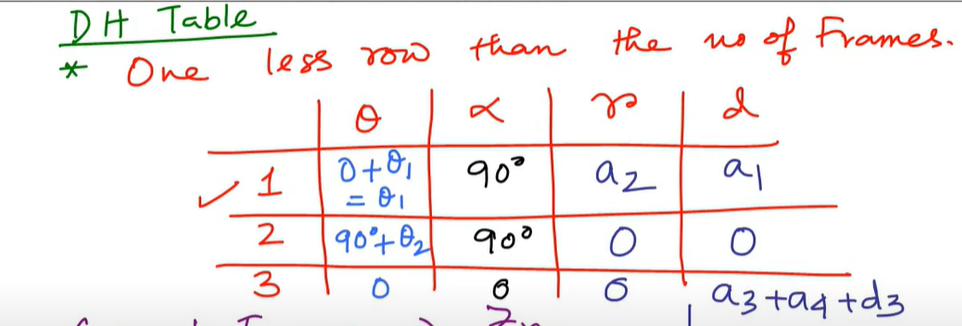 DH Table
* One less row than the no of Frames.
θ α r d
✓ 1 0+θ1 = θ1 90° a2 a1
2 90°+θ2 90° 0 0
3 0 0 0 a3+a4+d3